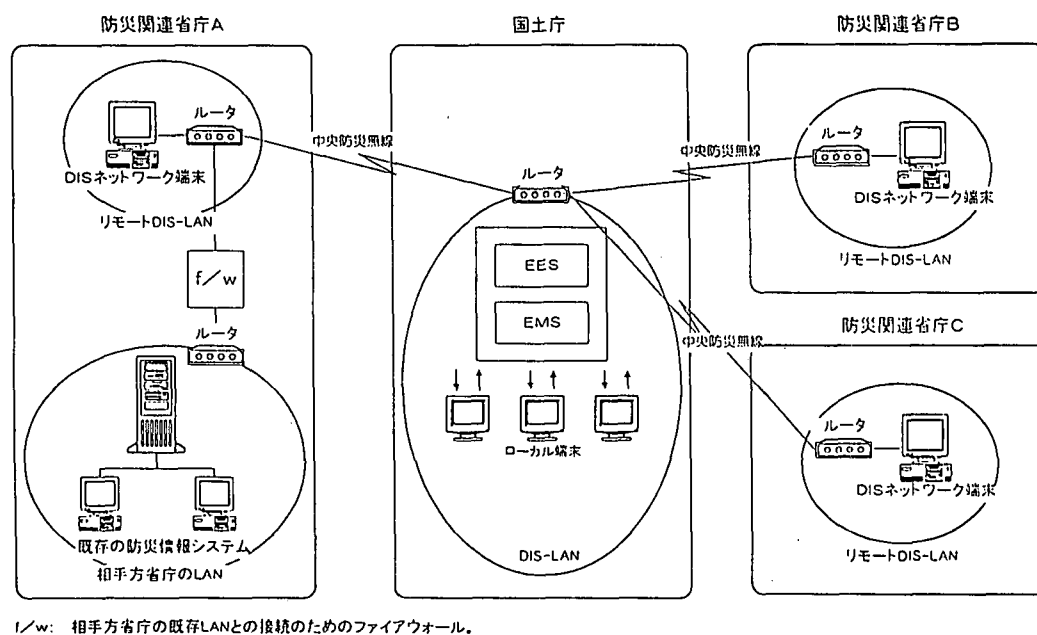 防災関連省庁A
国土庁
防災関連省庁B
ルータ
DISネットワーク端末
リモートDIS-LAN
中央防災無線
f/w
ルータ
既存の防災情報システム
相手方省庁のLAN
ルータ
EES
EMS
ローカル端末
DIS-LAN
中央防災無線
ルータ
DISネットワーク端末
リモートDIS-LAN
中央防災無線
防災関連省庁C
ルータ
DISネットワーク端末
リモートDIS-LAN
f/w: 相手方省庁の既存LANとの接続のためのファイアウォール。